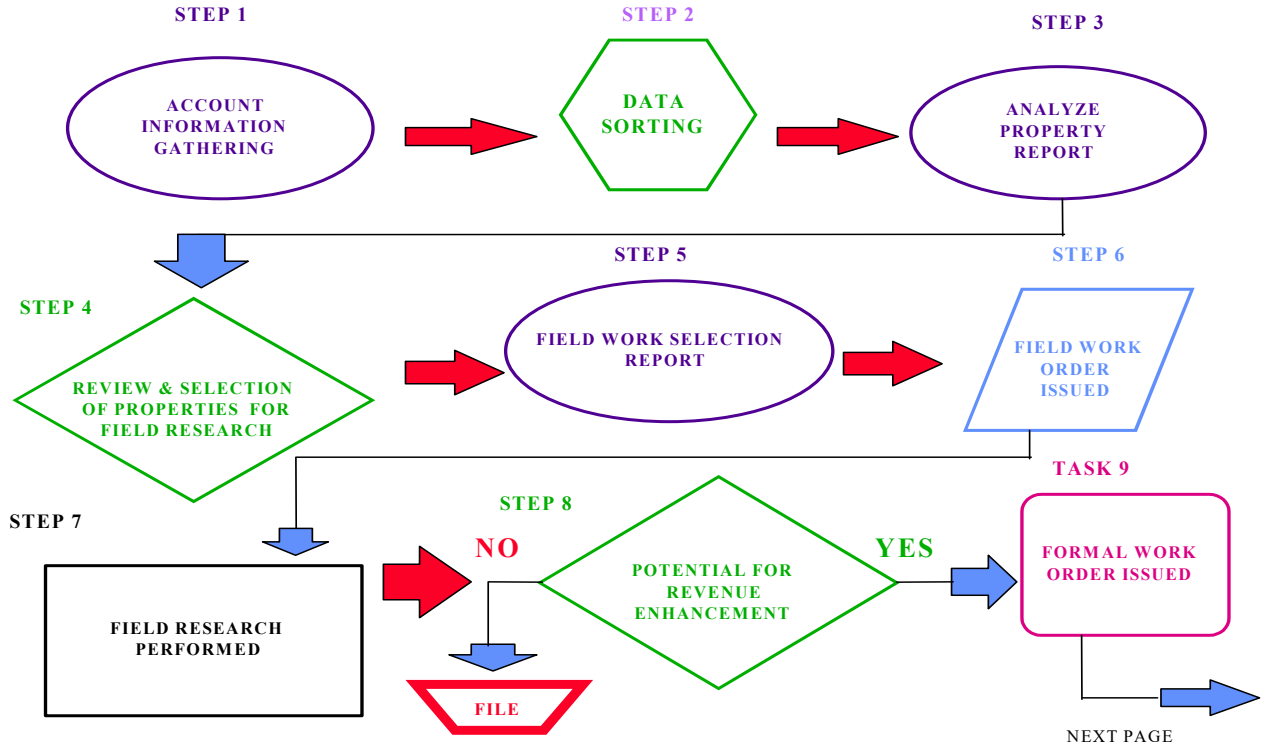 STEP 1
STEP 2
STEP 3
ACCOUNT
INFORMATION
GATHERING
DATA
SORTING
ANALYZE
PROPERTY
REPORT
STEP 4
STEP 5
STEP 6
REVIEW & SELECTION
OF PROPERTIES FOR
FIELD RESEARCH
FIELD WORK SELECTION
REPORT
FIELD WORK
ORDER
ISSUED
STEP 7
STEP 8
TASK 9
FIELD RESEARCH
PERFORMED
NO
POTENTIAL FOR
REVENUE
ENHANCEMENT
YES
FORMAL WORK
ORDER ISSUED
FILE
NEXT PAGE